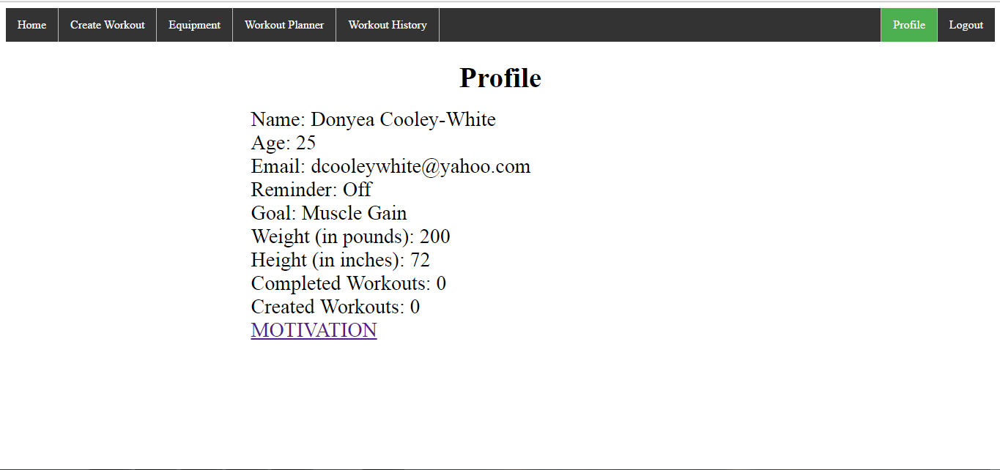 Home Create Workout Equipment Workout Planner Workout History Profile Logout
Profile
Name: Donyea Cooley-White
Age: 25
Email: dcooleywhite@yahoo.com
Reminder: Off
Goal: Muscle Gain
Weight (in pounds): 200
Height (in inches): 72
Completed Workouts: 0
Created Workouts: 0
MOTIVATION